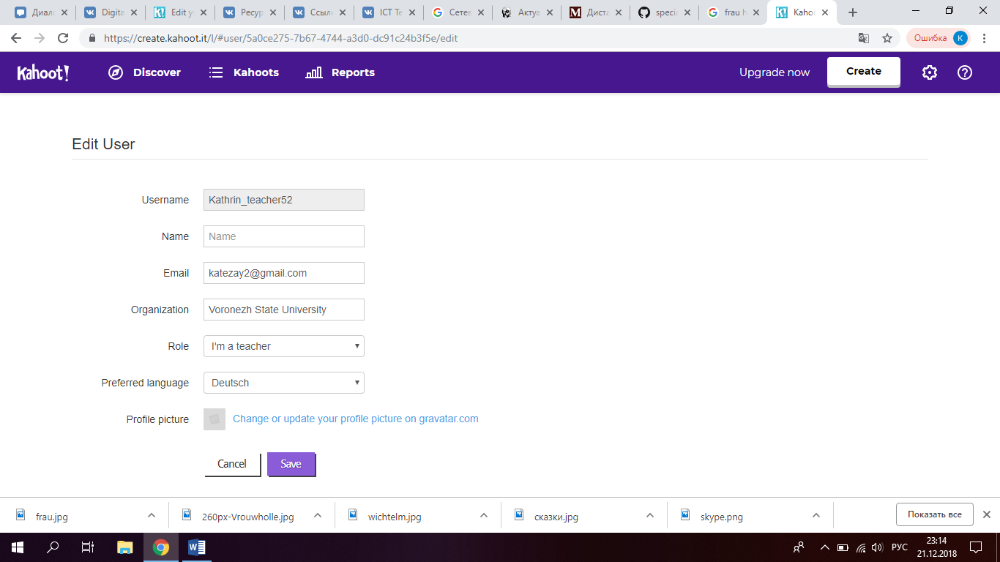 Диало
Digita
Edit yo
Ресур
Ссыл
ICT Te
Сетев
Актуа
Диста
specia
frau h
Kahoo
https://create.kahoot.it/l/#user/5a0ce275-7b67-4744-a3d0-dc91c24b3f5e/edit
Ошибка K
Kahoot! Discover Kahoots Reports Upgrade now Create
Edit User
Username Kathrin_teacher52
Name Name
Email katezay2@gmail.com
Organization Voronezh State University
Role I'm a teacher
Preferred language Deutsch
Profile picture Change or update your profile picture on gravatar.com
Cancel Save
frau.jpg 260px-Vrouwholle.jpg wichtelm.jpg сказки.jpg skype.png Показать все
РУС 23:14
21.12.2018